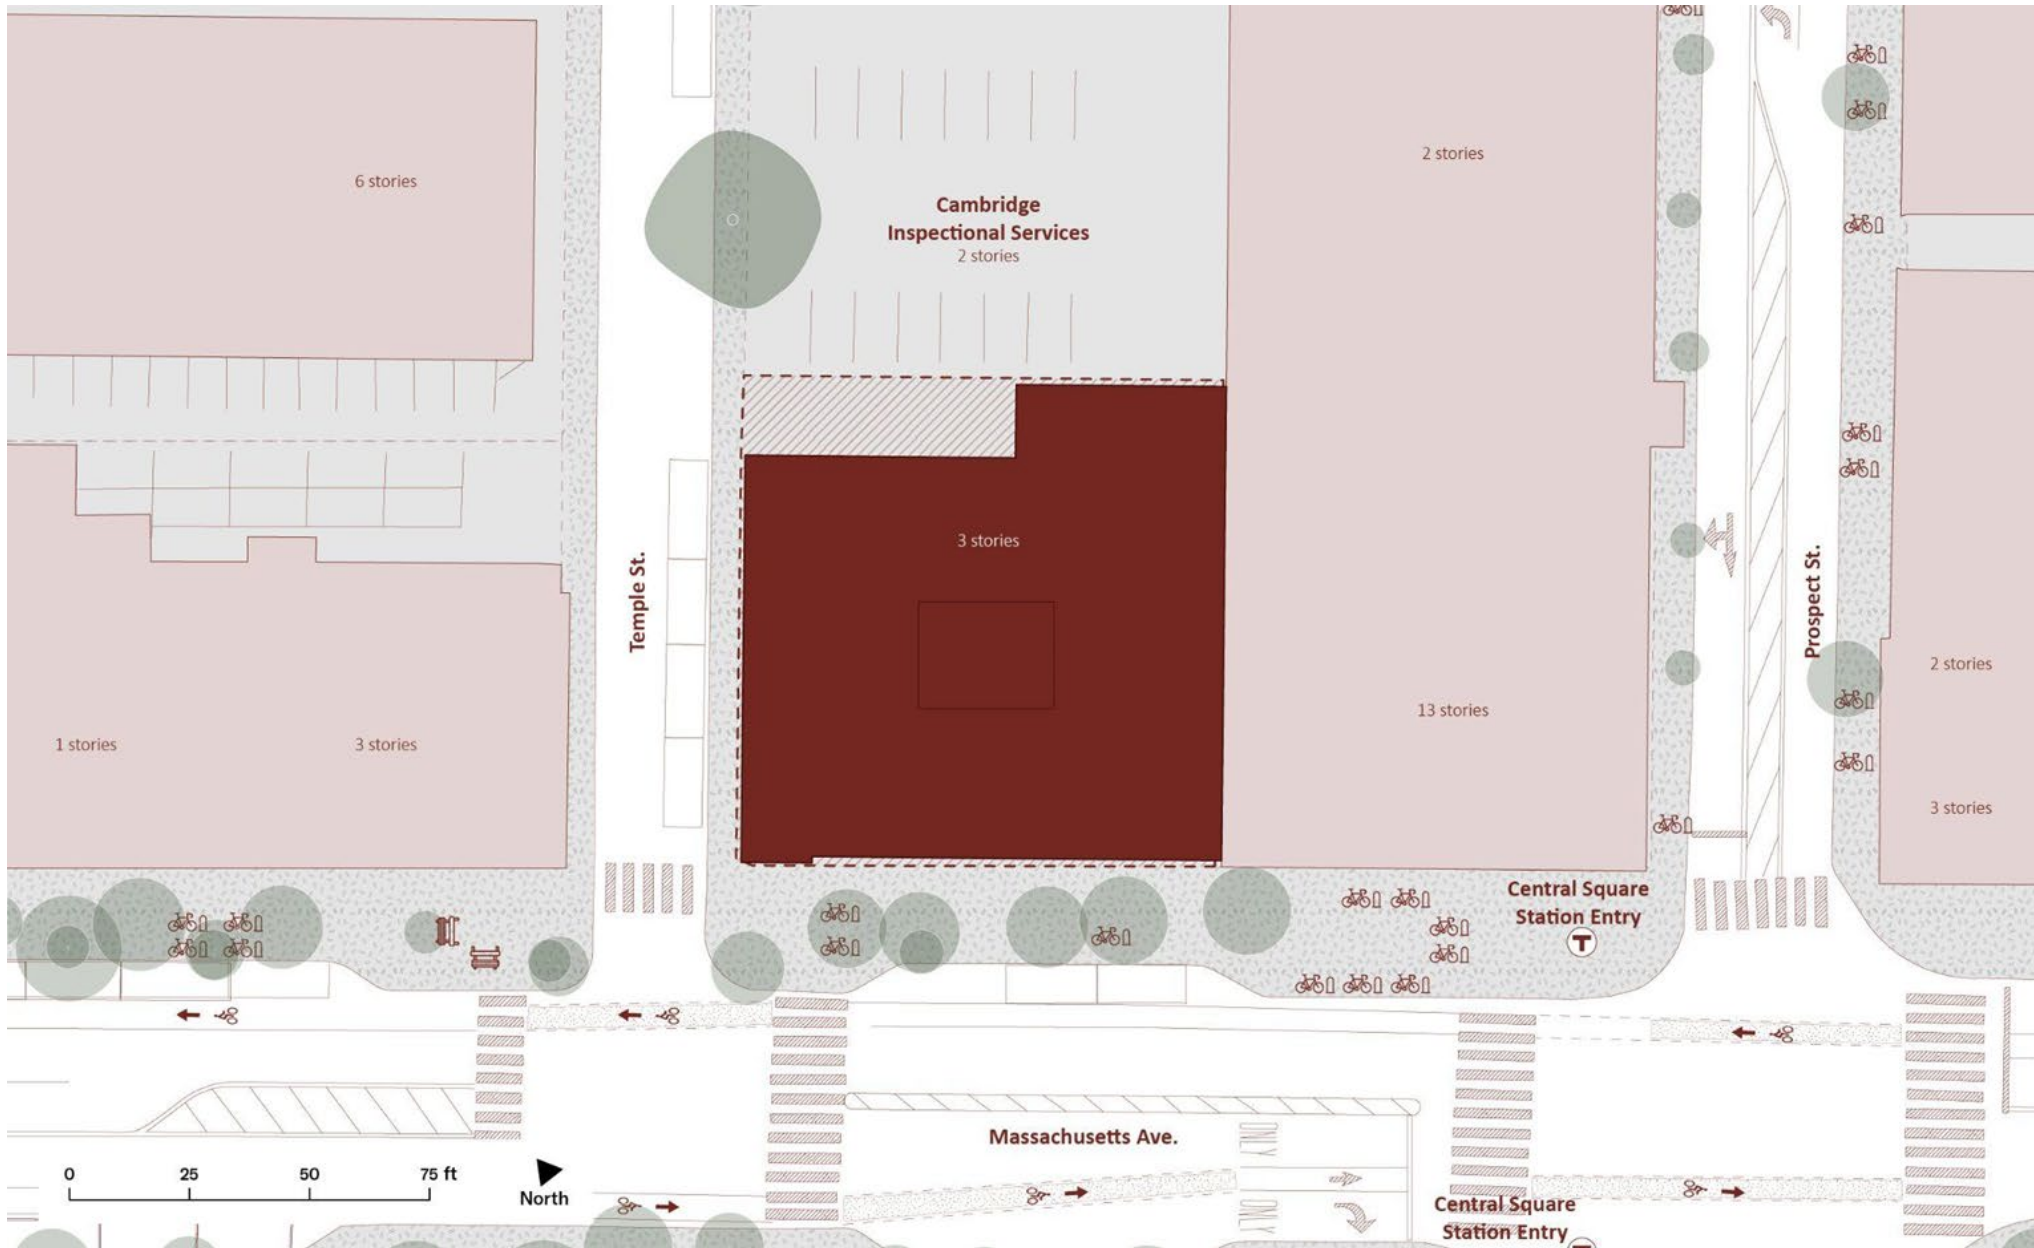 6 stories
2 stories
Cambridge
Inspectional Services
2 stories
3 stories
Temple St.
Prospect St.
2 stories
13 stories
1 stories
3 stories
3 stories
Central Square
Station Entry
T
Massachusetts Ave.
0 25 50 75 ft
North
Central Square
Station Entry